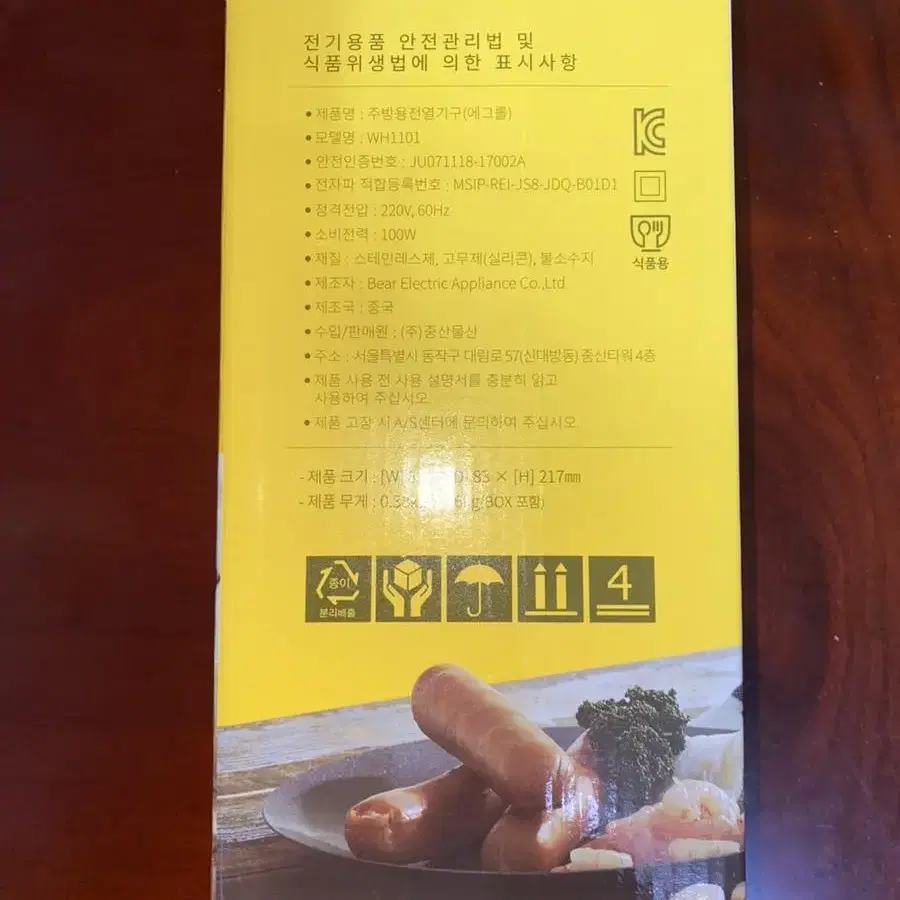 전기용품 안전관리법 및
식품위생법에 의한 표시사항
• 제품명 : 주방용전열기구(에그롤)
• 모델명 : WH1101
• 안전인증번호 : JU071118-17002A
• 전자파 적합등록번호 : MSIP-REI-JS8-JDQ-B01D1
• 정격전압 : 220V, 60Hz
• 소비전력 : 100W
• 재질 : 스테인레스제, 고무제(실리콘), 불소수지
• 제조자 : Bear Electric Appliance Co.,Ltd
• 제조국 : 중국
• 수입/판매원 : (주)중산물산
• 주소 : 서울특별시 동작구 대림로 57(신대방동) 중산타워 4층
• 제품 사용 전 사용 설명서를 충분히 읽고
사용하여 주십시오.
• 제품 고장 시 A/S센터에 문의하여 주십시오.
식품용
- 제품 크기 : [W] 83 × [H] 217mm
- 제품 무게 : (BOX 포함)
종이
분리배출
4